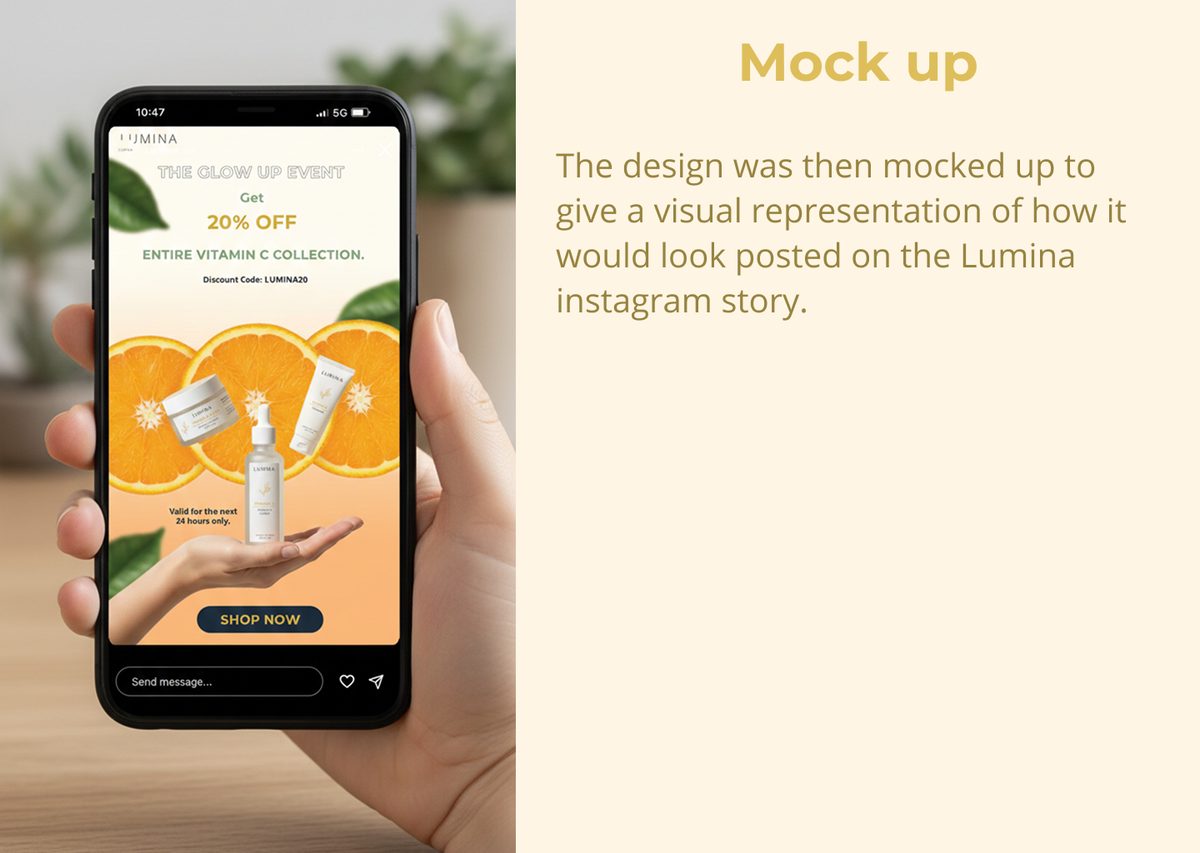 10:47
5G
LUMINA
LUMINA
THE GLOW UP EVENT
Get
20% OFF
ENTIRE VITAMIN C COLLECTION.
Discount Code: LUMINA20
LUMINA
LUMINA
LUMINA
Valid for the next
24 hours only.
SHOP NOW
Send message...
Mock up
The design was then mocked up to
give a visual representation of how it
would look posted on the Lumina
instagram story.